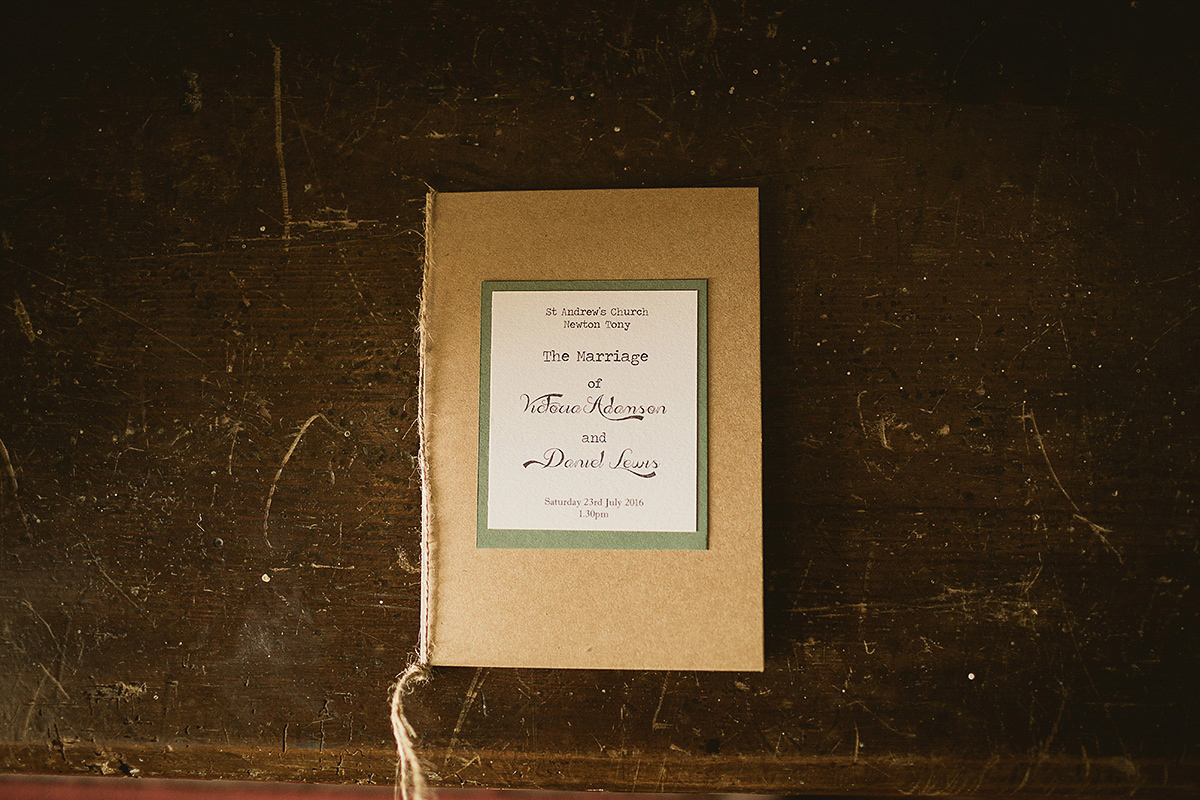 St Andrew's Church
Newton Tony
The Marriage
of
Victoria Adamson
and
Daniel Lewis
Saturday 23rd July 2016
1.30pm